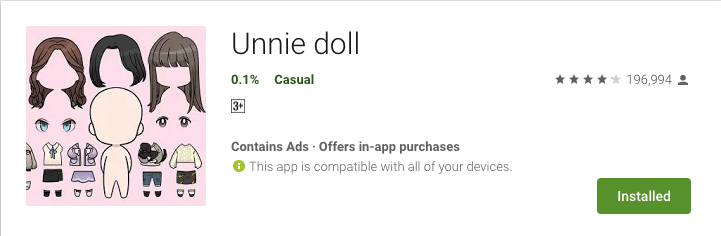 Unnie doll
0.1% Casual
196,994
3+
Contains Ads · Offers in-app purchases
This app is compatible with all of your devices.
Installed